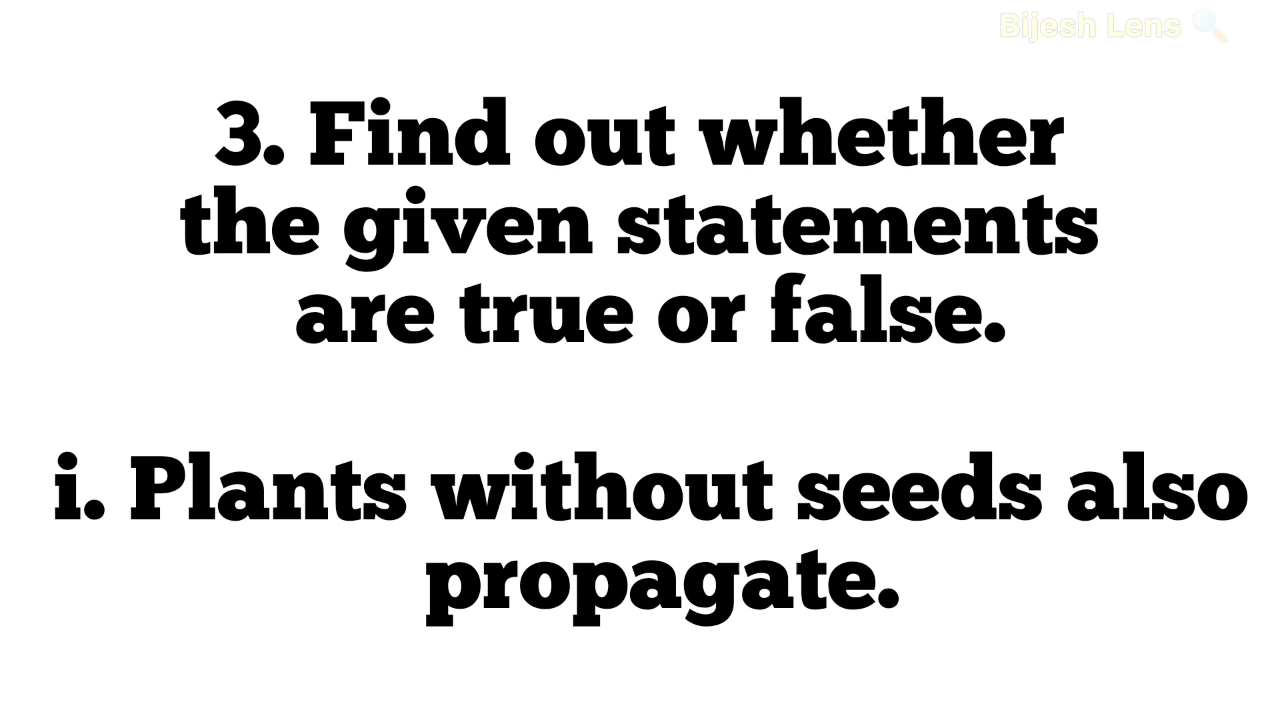 Bijesh Lens
3. Find out whether
the given statements
are true or false.
i. Plants without seeds also
propagate.